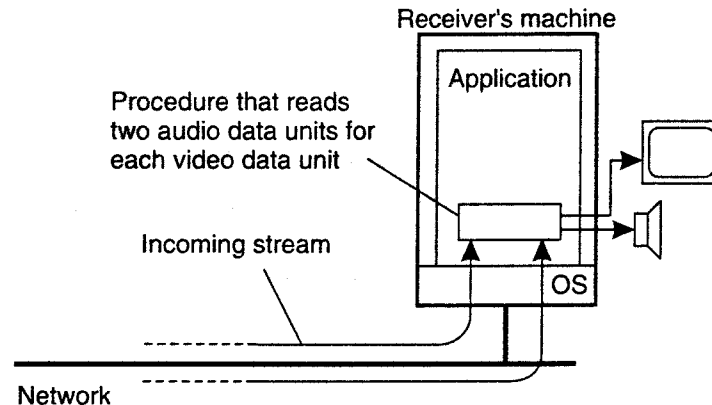 Receiver's machine
Application
Procedure that reads
two audio data units for
each video data unit
Incoming stream
OS
Network